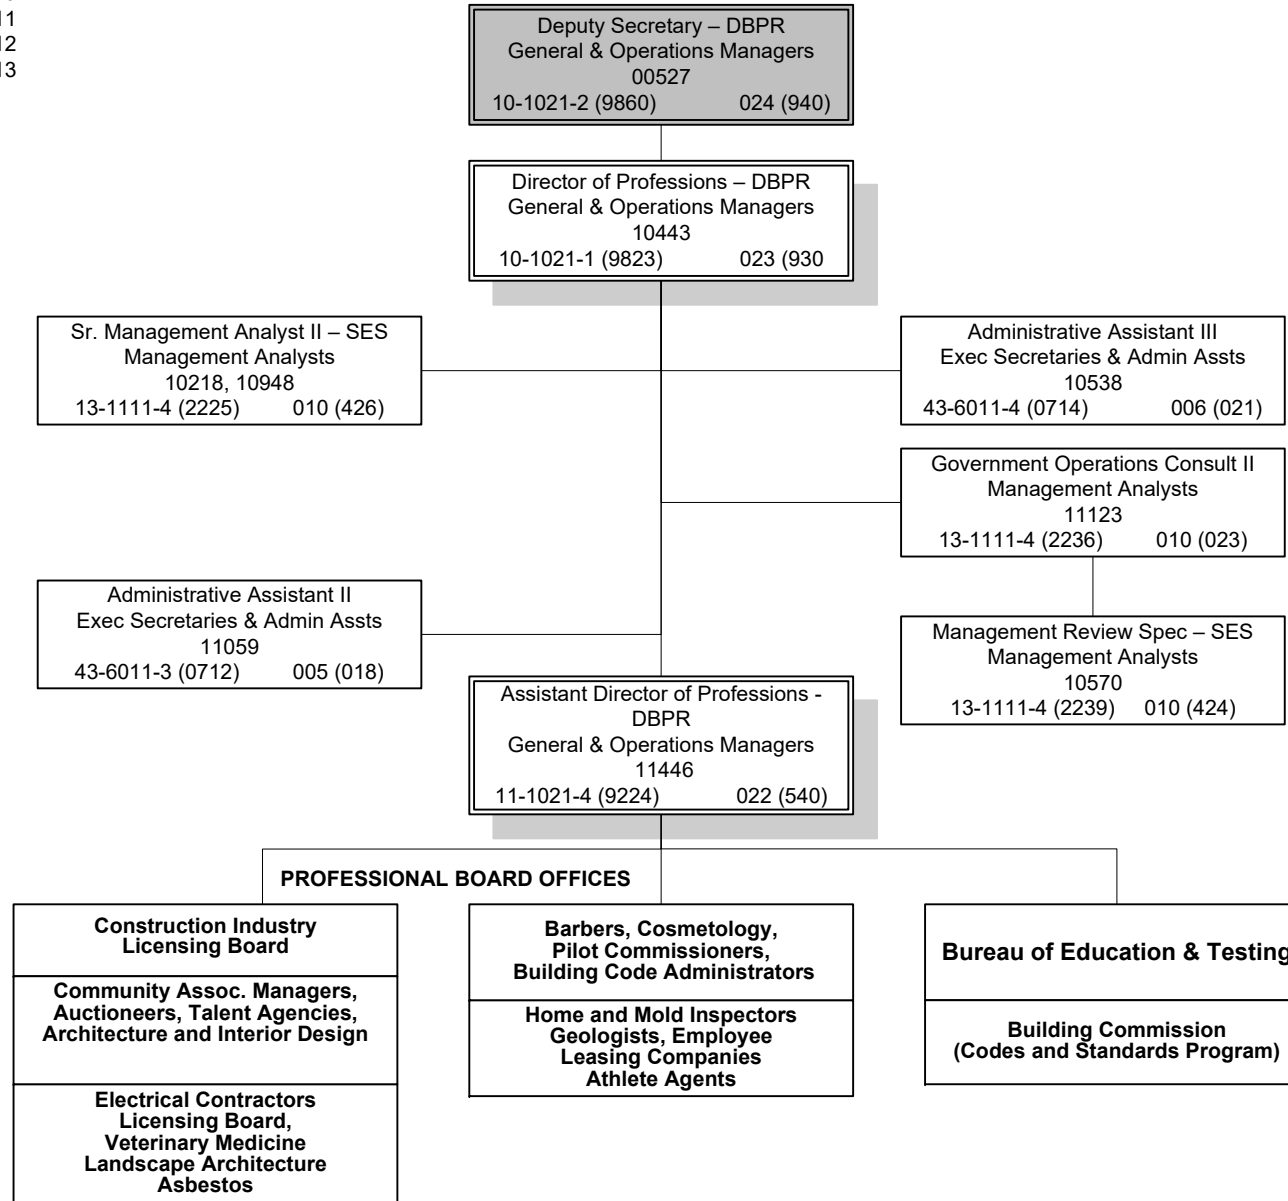 11
12
13
Deputy Secretary – DBPR
General & Operations Managers
00527
10-1021-2 (9860) 024 (940)
Director of Professions – DBPR
General & Operations Managers
10443
10-1021-1 (9823) 023 (930
Sr. Management Analyst II – SES
Management Analysts
10218, 10948
13-1111-4 (2225) 010 (426)
Administrative Assistant III
Exec Secretaries & Admin Assts
10538
43-6011-4 (0714) 006 (021)
Government Operations Consult II
Management Analysts
11123
13-1111-4 (2236) 010 (023)
Administrative Assistant II
Exec Secretaries & Admin Assts
11059
43-6011-3 (0712) 005 (018)
Management Review Spec – SES
Management Analysts
10570
13-1111-4 (2239) 010 (424)
Assistant Director of Professions -
DBPR
General & Operations Managers
11446
11-1021-4 (9224) 022 (540)
PROFESSIONAL BOARD OFFICES
Construction Industry
Licensing Board
Community Assoc. Managers,
Auctioneers, Talent Agencies,
Architecture and Interior Design
Electrical Contractors
Licensing Board,
Veterinary Medicine
Landscape Architecture
Asbestos
Barbers, Cosmetology,
Pilot Commissioners,
Building Code Administrators
Home and Mold Inspectors
Geologists, Employee
Leasing Companies
Athlete Agents
Bureau of Education & Testing
Building Commission
(Codes and Standards Program)